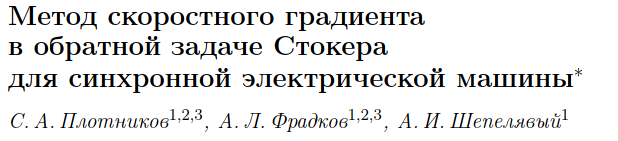 Метод скоростного градиента
в обратной задаче Стокера
для синхронной электрической машины*
С. А. Плотников1,2,3, А. Л. Фрадков1,2,3, А. И. Шепелявый1